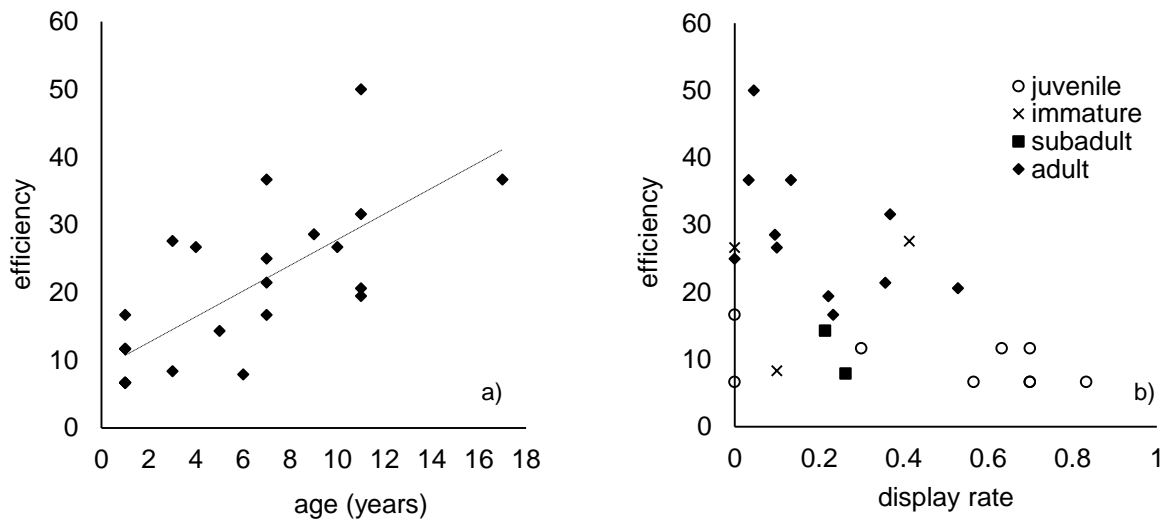 60
50
40
30
20
10
0
efficiency
0 2 4 6 8 10 12 14 16 18
age (years)
a)
60
50
40
30
20
10
0
efficiency
juvenile
immature
subadult
adult
0 0.2 0.4 0.6 0.8 1
display rate
b)